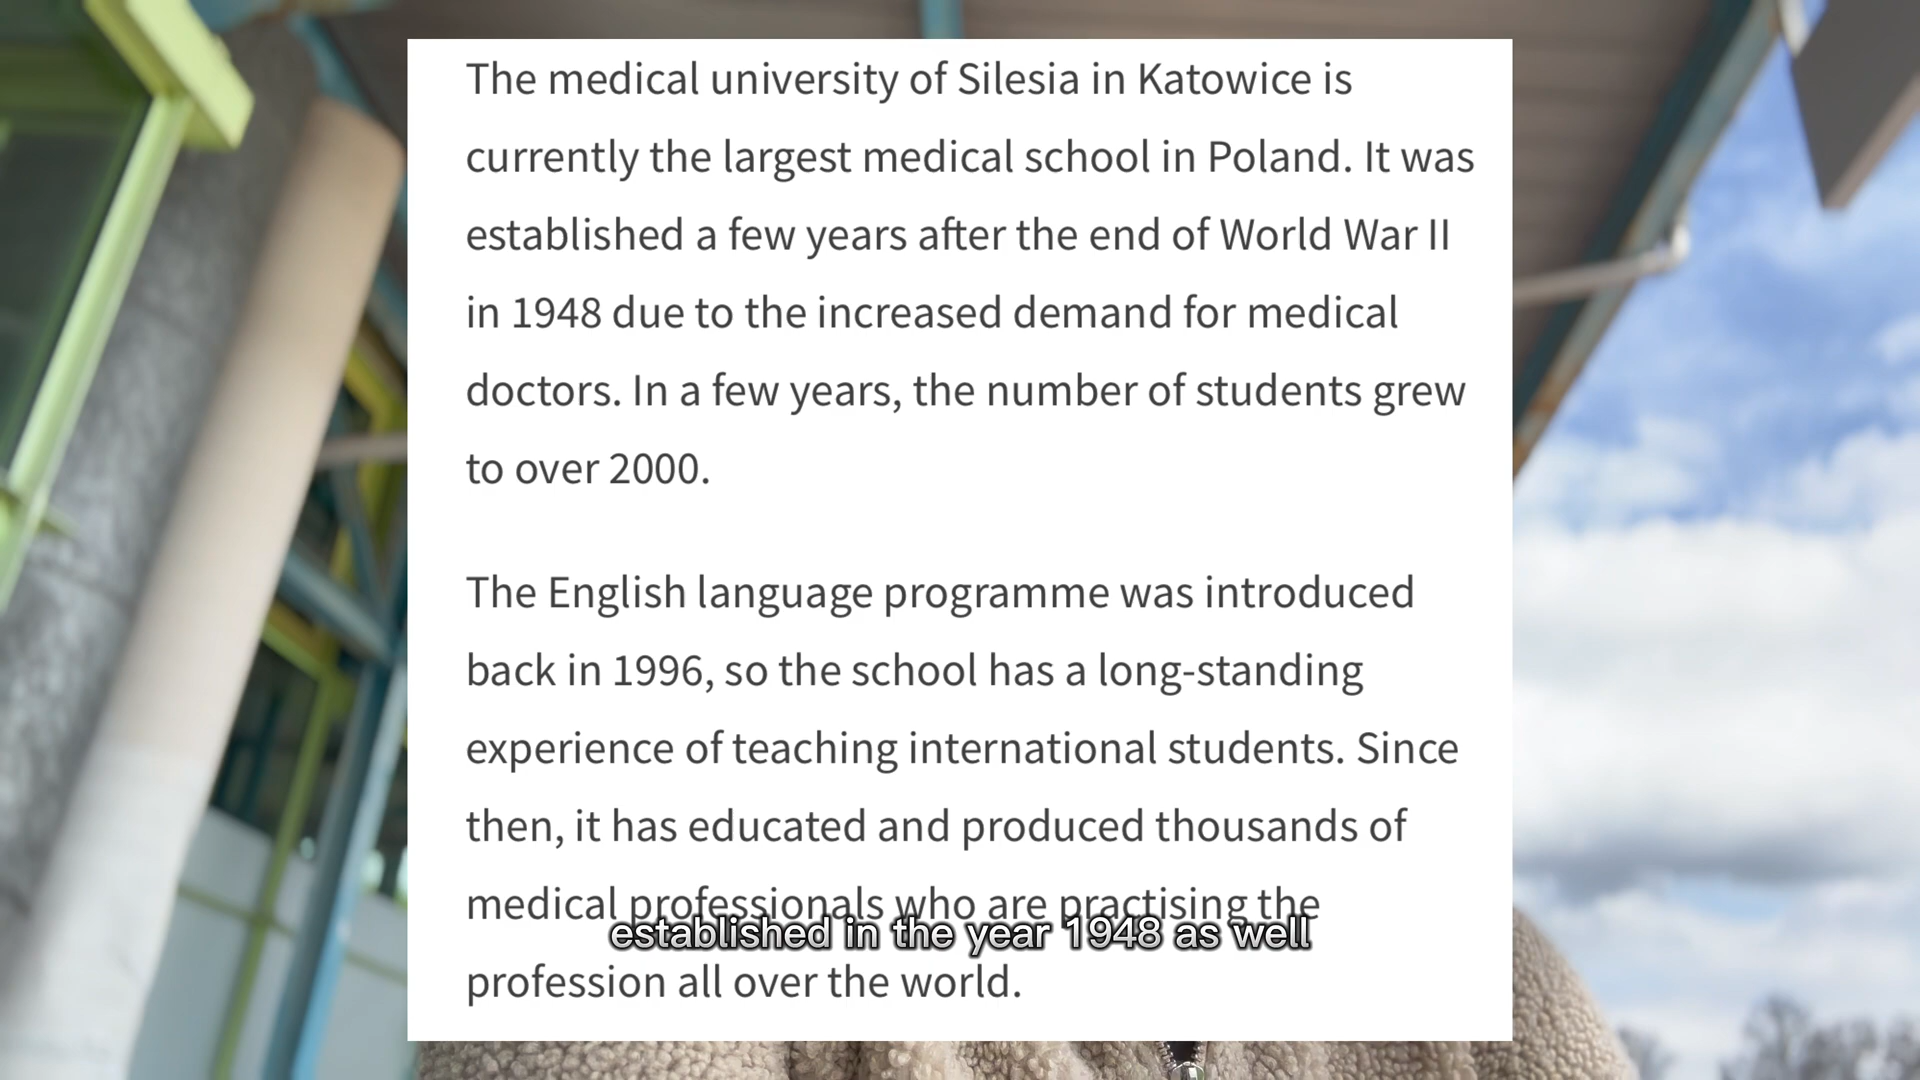 The medical university of Silesia in Katowice is
currently the largest medical school in Poland. It was
established a few years after the end of World War II
in 1948 due to the increased demand for medical
doctors. In a few years, the number of students grew
to over 2000.
The English language programme was introduced
back in 1996, so the school has a long-standing
experience of teaching international students. Since
then, it has educated and produced thousands of
medical professionals who are practising the
established in the year 1948 as well
profession all over the world.